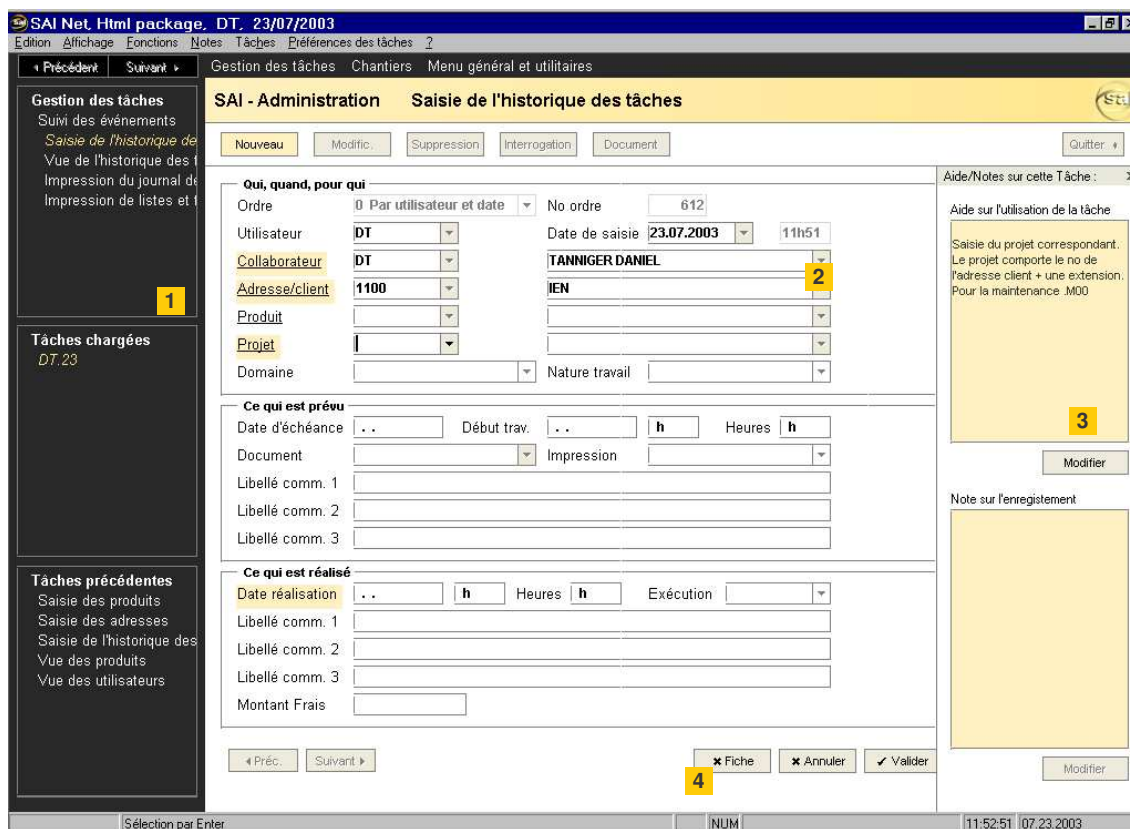 SAI Net, Html package, DT, 23/07/2003
Edition Affichage Fonctions Notes Tâches Préférences des tâches ?
Précédent Suivant Gestion des tâches Chantiers Menu général et utilitaires
Gestion des tâches
Suivi des événements
Saisie de l'historique de
Vue de l'historique des
Impression du journal de
Impression de listes et
1
Tâches chargées
DT.23
Tâches précédentes
Saisie des produits
Saisie des adresses
Saisie de l'historique des
Vue des produits
Vue des utilisateurs
SAI - Administration Saisie de l'historique des tâches
sai
Nouveau Modific. Suppression Interrogation Document Quitter
Qui, quand, pour qui
Ordre 0 Par utilisateur et date No ordre 612
Utilisateur DT Date de saisie 23.07.2003 11h51
Collaborateur DT TANNIGER DANIEL
2
Adresse/client 1100 IEN
Produit
Projet
Domaine Nature travail
Ce qui est prévu
Date d'échéance . . Début trav. . . h Heures h
Document Impression
Libellé comm. 1
Libellé comm. 2
Libellé comm. 3
Ce qui est réalisé
Date réalisation . . h Heures h Exécution
Libellé comm. 1
Libellé comm. 2
Libellé comm. 3
Montant Frais
Préc. Suivant Fiche Annuler Valider
4
Aide/Notes sur cette Tâche :
Aide sur l'utilisation de la tâche
Saisie du projet correspondant.
Le projet comporte le no de
l'adresse client + une extension.
Pour la maintenance .M00
3
Modifier
Note sur l'enregistement
Modifier
Sélection par Enter NUM 11:52:51 07.23.2003